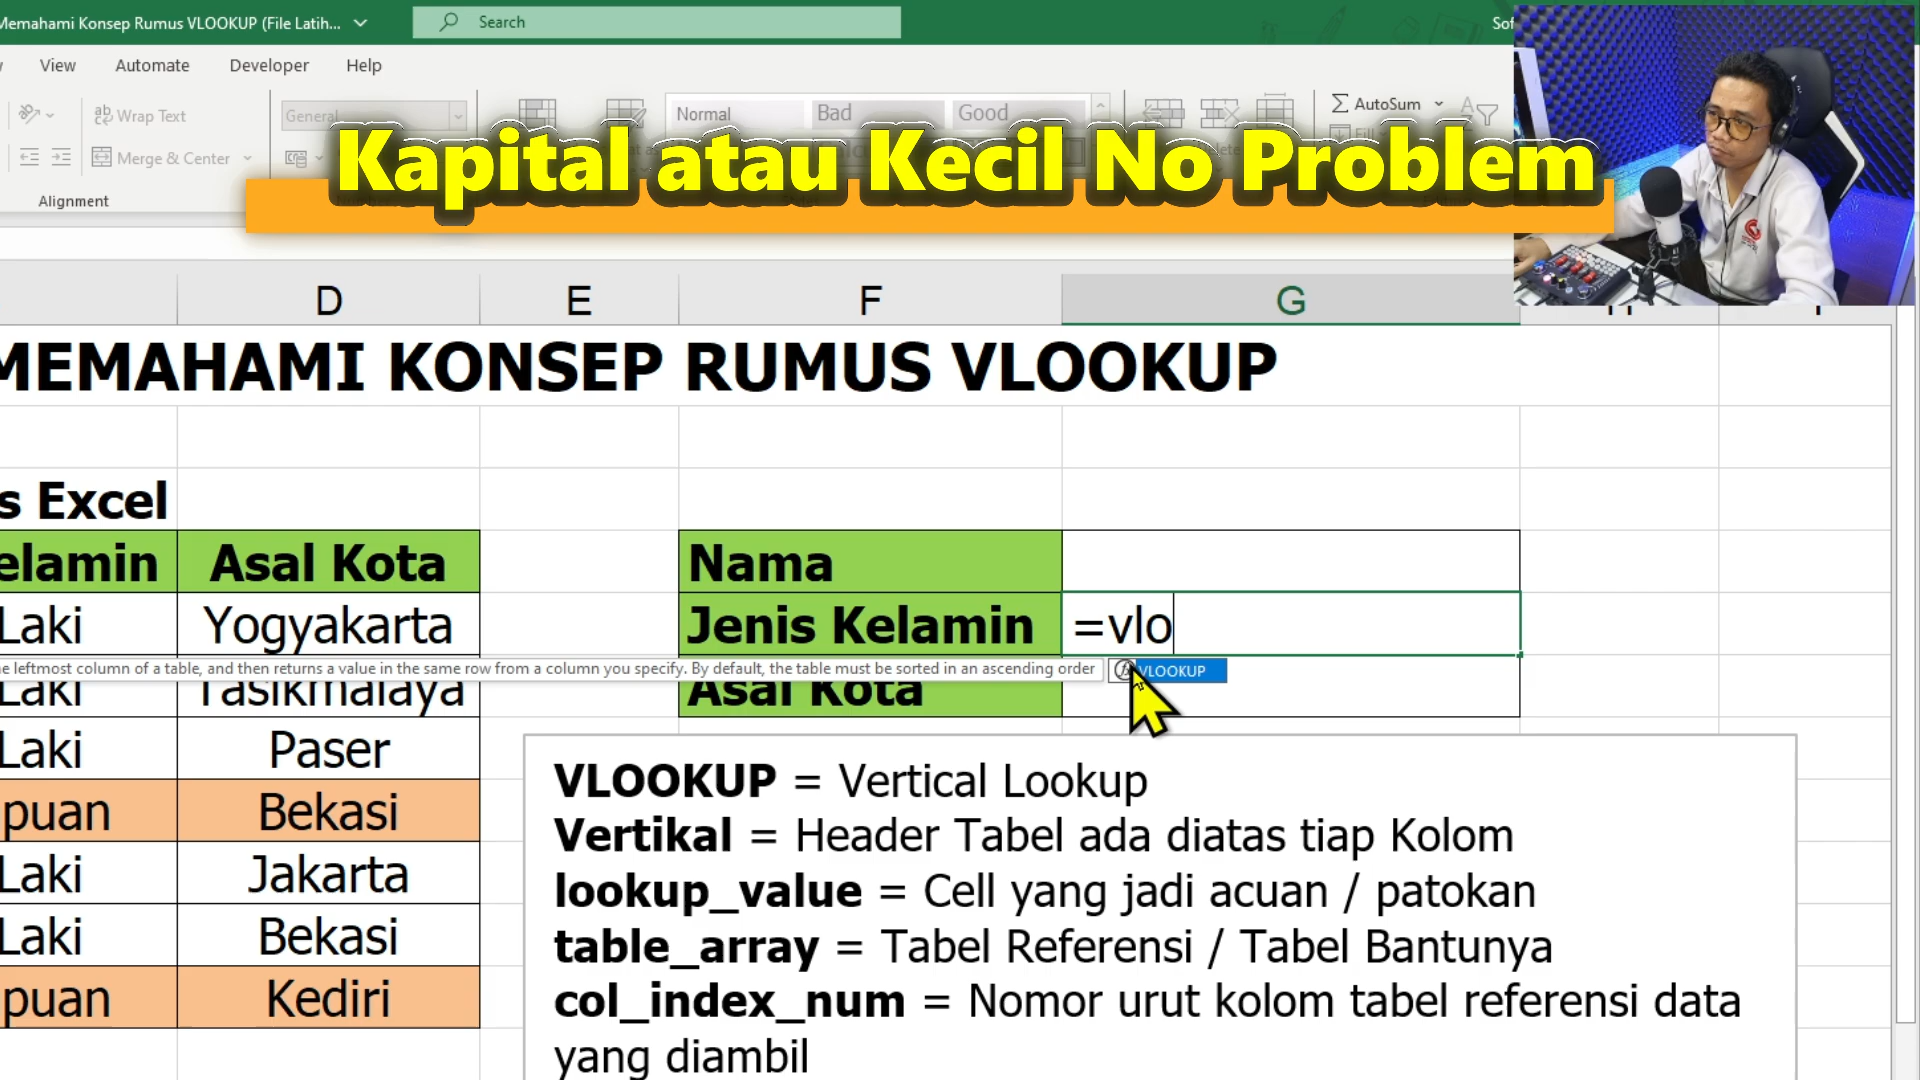 Memahami Konsep Rumus VLOOKUP (File Latih...
Search
View Automate Developer Help
Wrap Text
General
Normal
Bad
Good
AutoSum
Merge & Center
Alignment
Kapital atau Kecil No Problem
D E F G
MEMAHAMI KONSEP RUMUS VLOOKUP
s Excel
elamin Asal Kota Nama
Laki Yogyakarta Jenis Kelamin =vlo
e leftmost column of a table, and then returns a value in the same row from a column you specify. By default, the table must be sorted in an ascending order
VLOOKUP
Laki Tasikmalaya Asal Kota
Laki Paser
puan Bekasi
Laki Jakarta
Laki Bekasi
puan Kediri
VLOOKUP = Vertical Lookup
Vertikal = Header Tabel ada diatas tiap Kolom
lookup_value = Cell yang jadi acuan / patokan
table_array = Tabel Referensi / Tabel Bantunya
col_index_num = Nomor urut kolom tabel referensi data
yang diambil